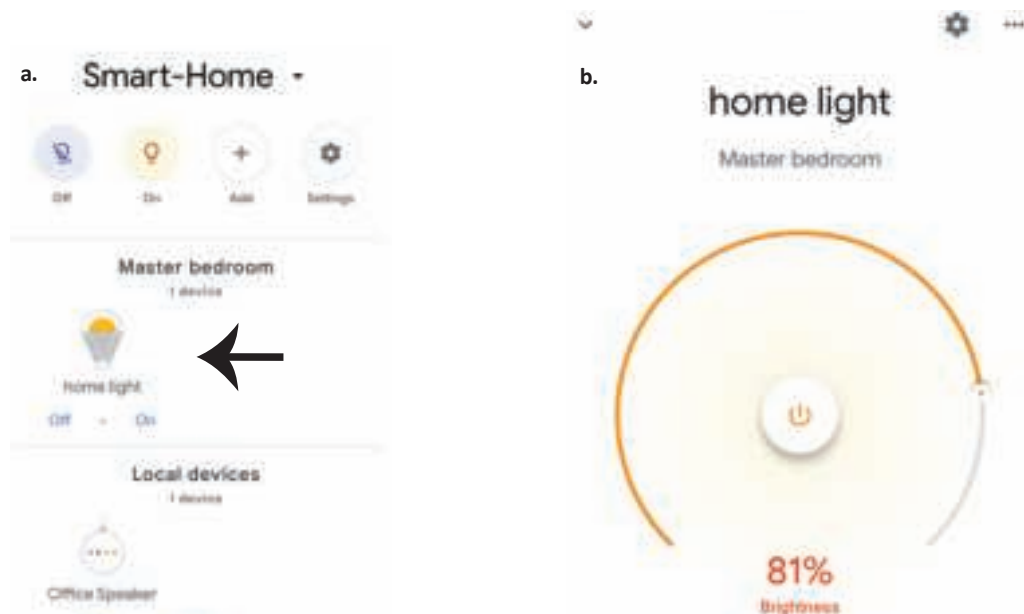 a.
Smart-Home
Off
On
Add
Settings
Master bedroom
1 device
home light
Off - On
Local devices
1 device
Office Speaker
b.
home light
Master bedroom
81%
Brightness